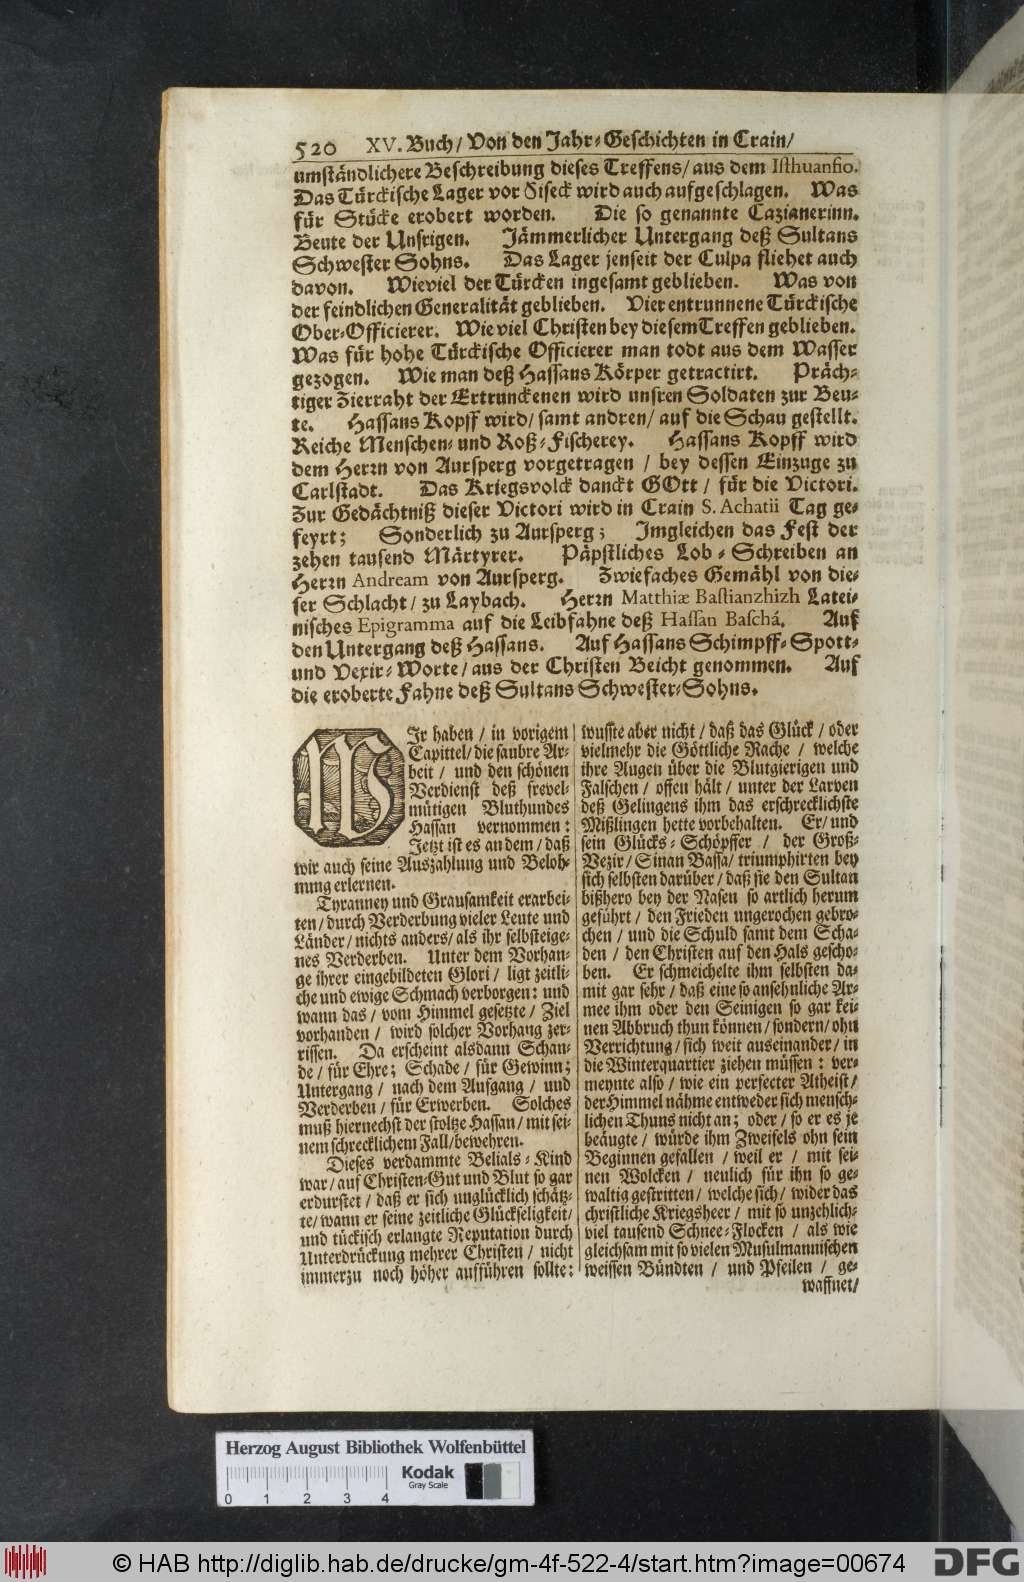 520 XV. Buch/ Von den Jahr-Geschichten in Crain/
umständlichere Beschreibung dieses Treffens/ aus dem Isthuanfio.
Das Türckische Lager vor Siseck wird auch aufgeschlagen. Was
für Stücke erobert worden. Die so genannte Cazianerinn.
Beute der Unsrigen. Jämmerlicher Untergang deß Sultans
Schwester Sohns. Das Lager jenseit der Culpa fliehet auch
davon. Wieviel der Türcken ingesamt geblieben. Was von
der feindlichen Generalität geblieben. Vier entrunnene Türckische
Ober-Officierer. Wie viel Christen bey diesem Treffen geblieben.
Was für hohe Türckische Officierer man todt aus dem Wasser
gezogen. Wie man deß Hassans Körper getractirt. Präch-
tiger Zierraht der Ertrunckenen wird unsren Soldaten zur Beu-
te. Hassans Kopff wird/ samt andren/ auf die Schau gestellt.
Reiche Menschen- und Roß-Fischerey. Hassans Kopff wird
dem Herrn von Aursperg vorgetragen / bey dessen Einzuge zu
Carlstadt. Das Kriegsvolck danckt GOtt / für die Victori.
Zur Gedächtniß dieser Victori wird in Crain S. Achatii Tag ge-
feyrt; Sonderlich zu Aursperg; Imgleichen das Fest der
zehen tausend Märtyrer. Päpstliches Lob-Schreiben an
Herrn Andream von Aursperg. Zwiefaches Gemähl von die-
ser Schlacht/ zu Laybach. Herrn Matthiæ Bastianzhizh Latei-
nisches Epigramma auf die Leibfahne deß Hassan Baschá. Auf
den Untergang deß Hassans. Auf Hassans Schimpff-Spott-
und Vexir-Worte/ aus der Christen Beicht genommen. Auf
die eroberte Fahne deß Sultans Schwester-Sohns.
WIr haben / in vorigem
Capittel/ die saubre Ar-
beit / und den schönen
Verdienst deß frevel-
mütigen Bluthundes
Hassan vernommen:
Jetzt ist es an dem/ daß
wir auch seine Auszahlung und Beloh-
nung erlernen.
Tyranney und Grausamkeit erarbei-
ten/ durch Verderbung vieler Leute und
Länder/ nichts anders/ als ihr selbsteige-
nes Verderben. Unter dem Vorhan-
ge ihrer eingebildeten Glori/ ligt zeitli-
che und ewige Schmach verborgen: und
wann das/ vom Himmel gesetzte/ Ziel
vorhanden / wird solcher Vorhang zer-
rissen. Da erscheint alsdann Schan-
de/ für Ehre; Schade/ für Gewinn;
Untergang / nach dem Aufgang / und
Verderben / für Erwerben. Solches
muß hiernechst der stoltze Hassan/ mit sei-
nem schrecklichem Fall/ bewehren.
Dieses verdammte Belials-Kind
war/ auf Christen-Gut und Blut so gar
erdurstet/ daß er sich unglücklich schätz-
te/ wann er seine zeitliche Glückseligkeit/
und tückisch erlangte Reputation durch
Unterdrückung mehrer Christen / nicht
immerzu noch höher aufführen sollte:
wusste aber nicht / daß das Glück / oder
vielmehr die Göttliche Rache / welche
ihre Augen über die Blutgierigen und
Falschen/ offen hält/ unter der Larven
deß Gelingens ihm das erschrecklichste
Mißlingen hette vorbehalten. Er/ und
sein Glücks-Schöpffer / der Groß-
Vezir/ Sinan Bassa/ triumphirten bey
sich selbsten darüber/ daß sie den Sultan
bißhero bey der Nasen so artlich herum
geführt/ den Frieden ungerochen gebro-
chen / und die Schuld samt dem Scha-
den / den Christen auf den Hals gescho-
ben. Er schmeichelte ihm selbsten da-
mit gar sehr/ daß eine so ansehnliche Ar-
mee ihm oder den Seinigen so gar kei-
nen Abbruch thun können/ sondern/ ohn
Verrichtung/ sich weit auseinander/ in
die Winterquartier ziehen müssen: ver-
meynte also/ wie ein perfecter Atheist/
der Himmel nähme entweder sich mensch-
lichen Thuns nicht an; oder/ so er es je
beäugte/ würde ihm Zweifels ohn sein
Beginnen gefallen/ weil er / mit sei-
nen Wolcken / neulich für ihn so ge-
waltig gestritten/ welche sich/ wider das
christliche Kriegsheer/ mit so unzehlich-
viel tausend Schnee-Flocken / als wie
gleichsam mit so vielen Musulmannischen
weissen Bündten / und Pfeilen / ge-
waffnet/
Herzog August Bibliothek Wolfenbüttel
Kodak
Gray Scale
0 1 2 3 4
© HAB http://diglib.hab.de/drucke/gm-4f-522-4/start.htm?image=00674
DFG